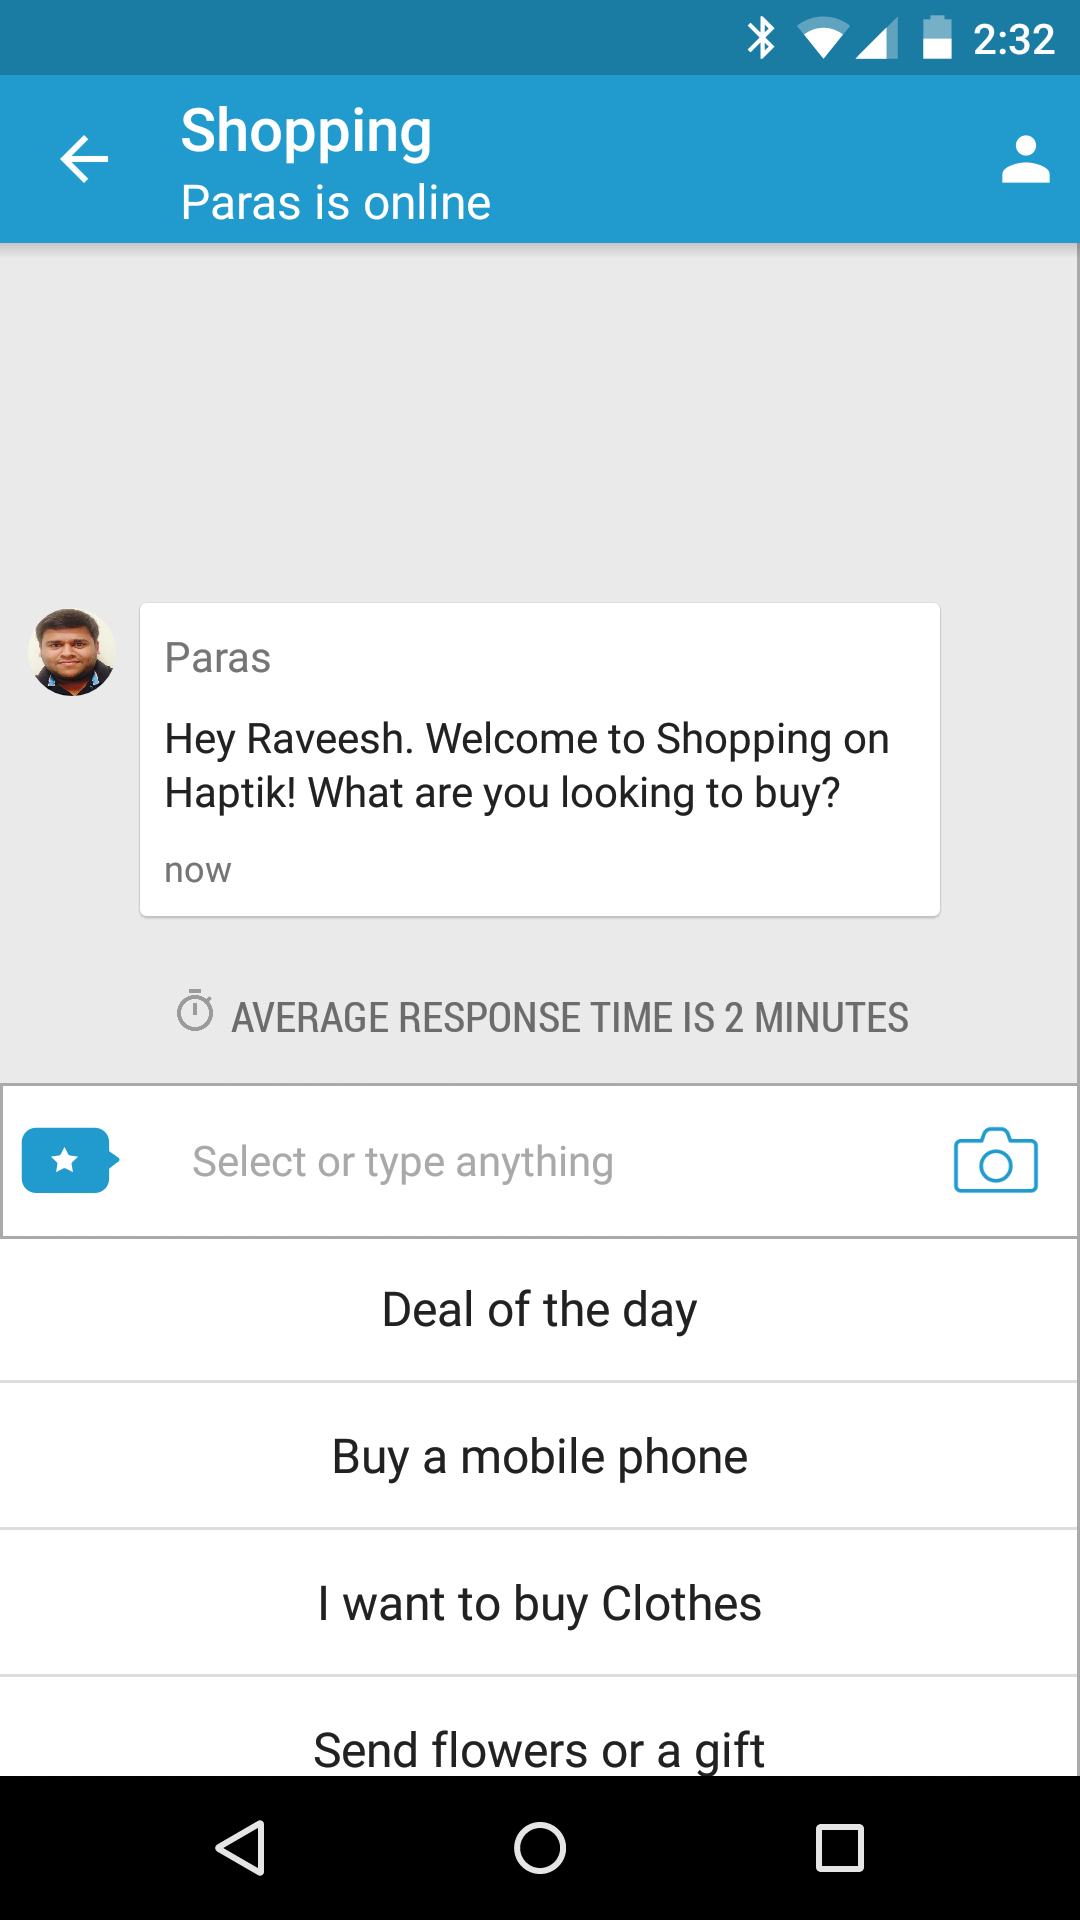 2:32
Shopping
Paras is online
Paras
Hey Raveesh. Welcome to Shopping on
Haptik! What are you looking to buy?
now
AVERAGE RESPONSE TIME IS 2 MINUTES
Select or type anything
Deal of the day
Buy a mobile phone
I want to buy Clothes
Send flowers or a gift